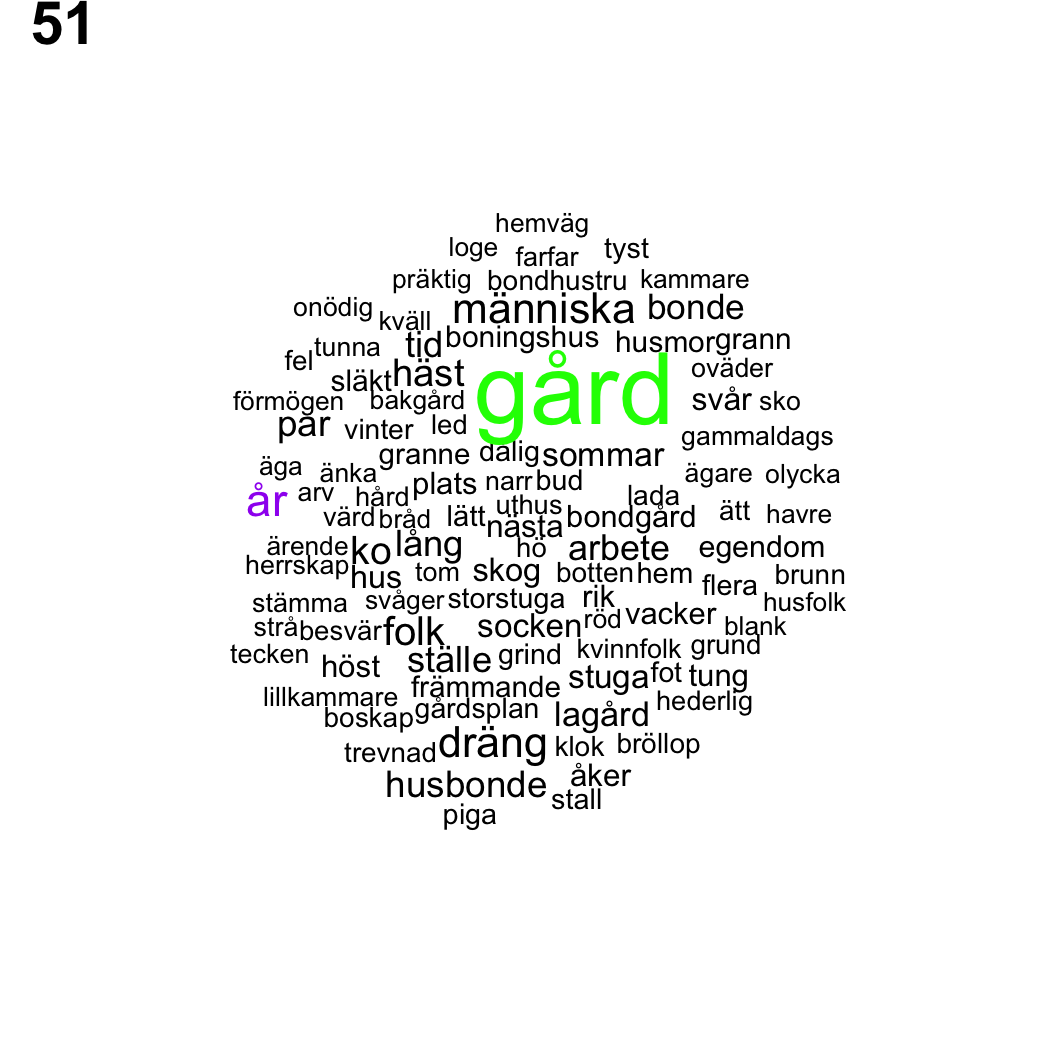 51
hemväg
loge farfar tyst
präktig bondhustru kammare
onödig kväll människa bonde
fel tunna tid boningshus husmor grann
släkt häst gård oväder
förmögen bakgård svår sko
par vinter led gammaldags
granne dålig sommar
äga änka plats narr bud ägare olycka
år arv hård uthus lada
värd bråd lätt nästa bondgård ätt havre
ärende ko lång hö arbete egendom
herrskap hus tom skog botten hem flera brunn
stämma svåger storstuga rik husfolk
strå besvär folk socken röd vacker blank
tecken höst ställe grind kvinnfolk grund
lillkammare främmande stuga fot tung
boskap gårdsplan lagård hederlig
trevnad dräng klok bröllop
husbonde åker
piga stall